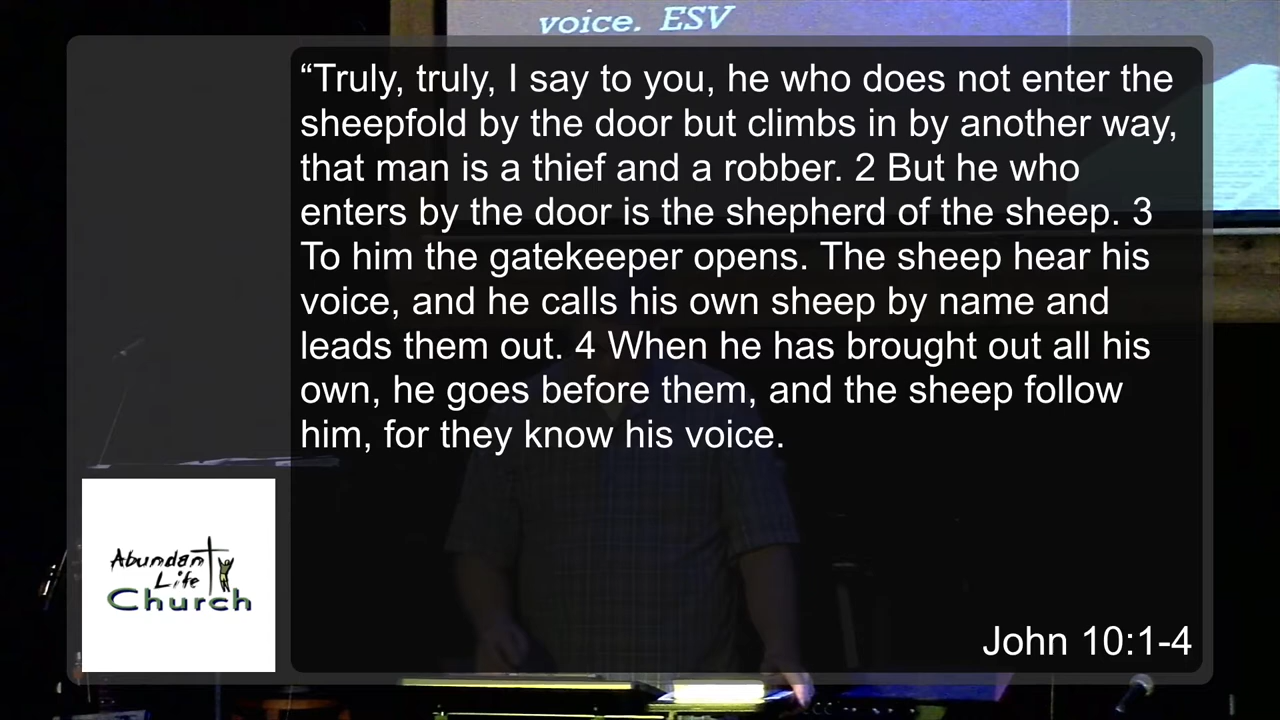 voice. ESV
“Truly, truly, I say to you, he who does not enter the
sheepfold by the door but climbs in by another way,
that man is a thief and a robber. 2 But he who
enters by the door is the shepherd of the sheep. 3
To him the gatekeeper opens. The sheep hear his
voice, and he calls his own sheep by name and
leads them out. 4 When he has brought out all his
own, he goes before them, and the sheep follow
him, for they know his voice.
Abundant
Life
Church
John 10:1-4